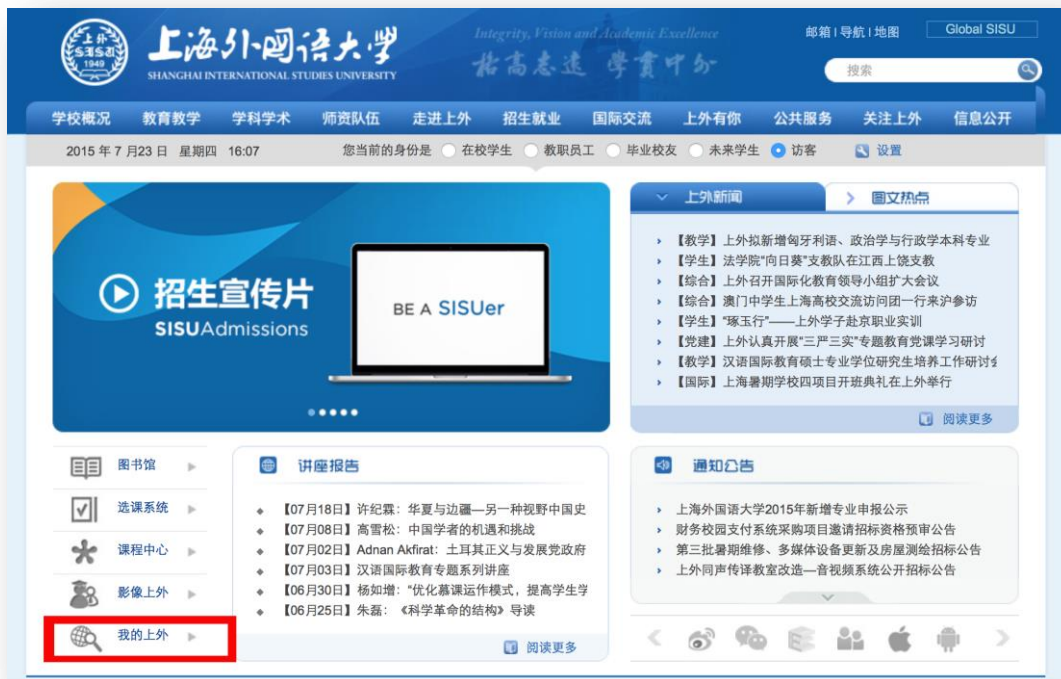 上外
SISU
1949
上海外国语大学
SHANGHAI INTERNATIONAL STUDIES UNIVERSITY
Integrity, Vision and Academic Excellence
格高志远 学贯中外
邮箱 | 导航 | 地图
Global SISU
搜索
学校概况 教育教学 学科学术 师资队伍 走进上外 招生就业 国际交流 上外有你 公共服务 关注上外 信息公开
2015 年 7 月23 日 星期四 16:07 您当前的身份是 在校学生 教职员工 毕业校友 未来学生 访客 设置
招生宣传片
SISUAdmissions
BE A SISUer
上外新闻 图文热点
【教学】上外拟新增匈牙利语、政治学与行政学本科专业
【学生】法学院“向日葵”支教队在江西上饶支教
【综合】上外召开国际化教育领导小组扩大会议
【综合】澳门中学生上海高校交流访问团一行来沪参访
【学生】“琢玉行”——上外学子赴京职业实训
【党建】上外认真开展“三严三实”专题教育党课学习研讨
【教学】汉语国际教育硕士专业学位研究生培养工作研讨会
【国际】上海暑期学校四项目开班典礼在上外举行
阅读更多
图书馆
选课系统
课程中心
影像上外
我的上外
讲座报告
【07月18日】许纪霖：华夏与边疆—另一种视野中国史
【07月08日】高雪松：中国学者的机遇和挑战
【07月02日】Adnan Akfirat：土耳其正义与发展党政府
【07月03日】汉语国际教育专题系列讲座
【06月30日】杨如增：“优化慕课运作模式，提高学生学
【06月25日】朱磊：《科学革命的结构》导读
阅读更多
通知公告
上海外国语大学2015年新增专业申报公示
财务校园支付系统采购项目邀请招标资格预审公告
第三批暑期维修、多媒体设备更新及房屋测绘招标公告
上外同声传译教室改造—音视频系统公开招标公告